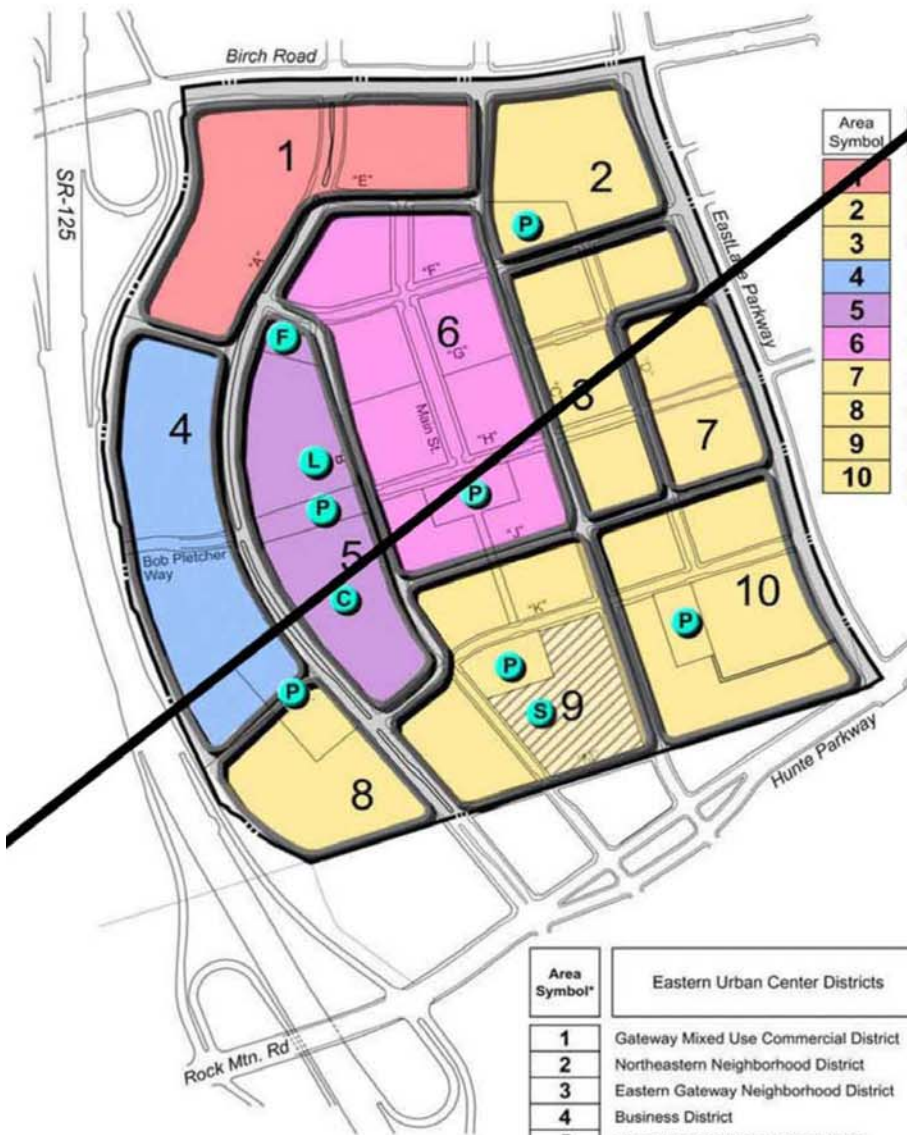 Birch Road
SR-125
EastLake Parkway
1
"E"
"A"
2
P
"F"
6
"G"
Main St.
"H"
P
"J"
F
L
P
5
C
B
4
Bob Pletcher
Way
3
"D"
7
10
P
"K"
P
S
9
P
8
Hunte Parkway
Rock Mtn. Rd
Area
Symbol
2
3
4
5
6
7
8
9
10
Area
Symbol*
Eastern Urban Center Districts
1 Gateway Mixed Use Commercial District
2 Northeastern Neighborhood District
3 Eastern Gateway Neighborhood District
4 Business District